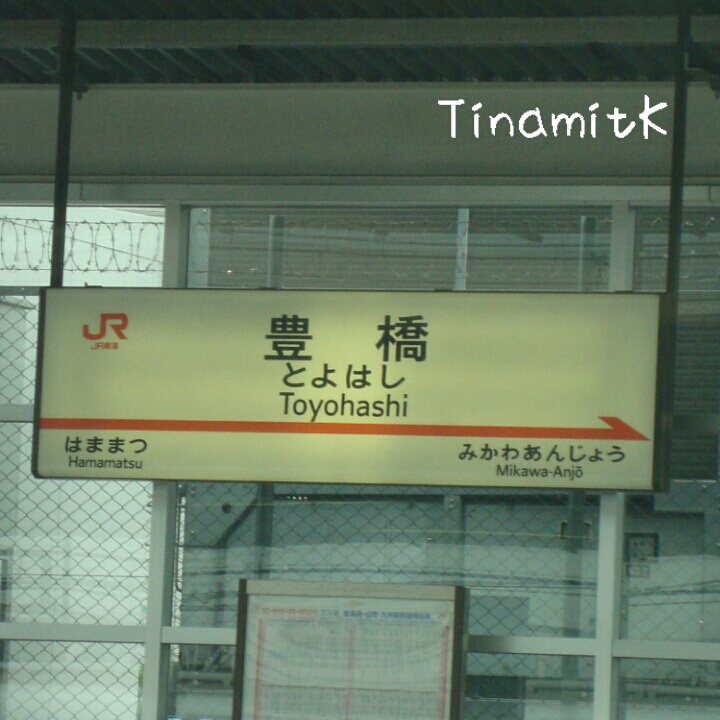 Tinamitk
JR
JR東海
豊橋
とよはし
Toyohashi
はままつ
Hamamatsu
みかわあんじょう
Mikawa-Anjō